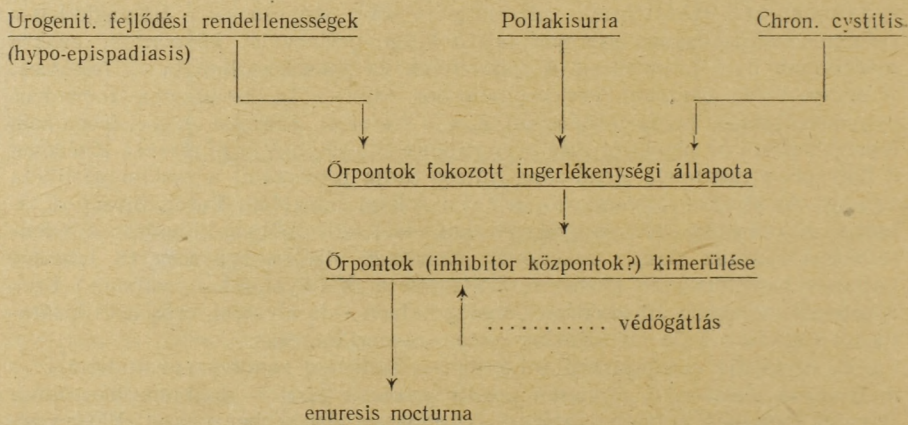 Urogenit. fejlődési rendellenességek
(hypo-epispadiasis)
Pollakisuria
Chron. cystitis
Őrpontok fokozott ingerlékenységi állapota
Őrpontok (inhibitor központok?) kimerülése
........... védőgátlás
enuresis nocturna